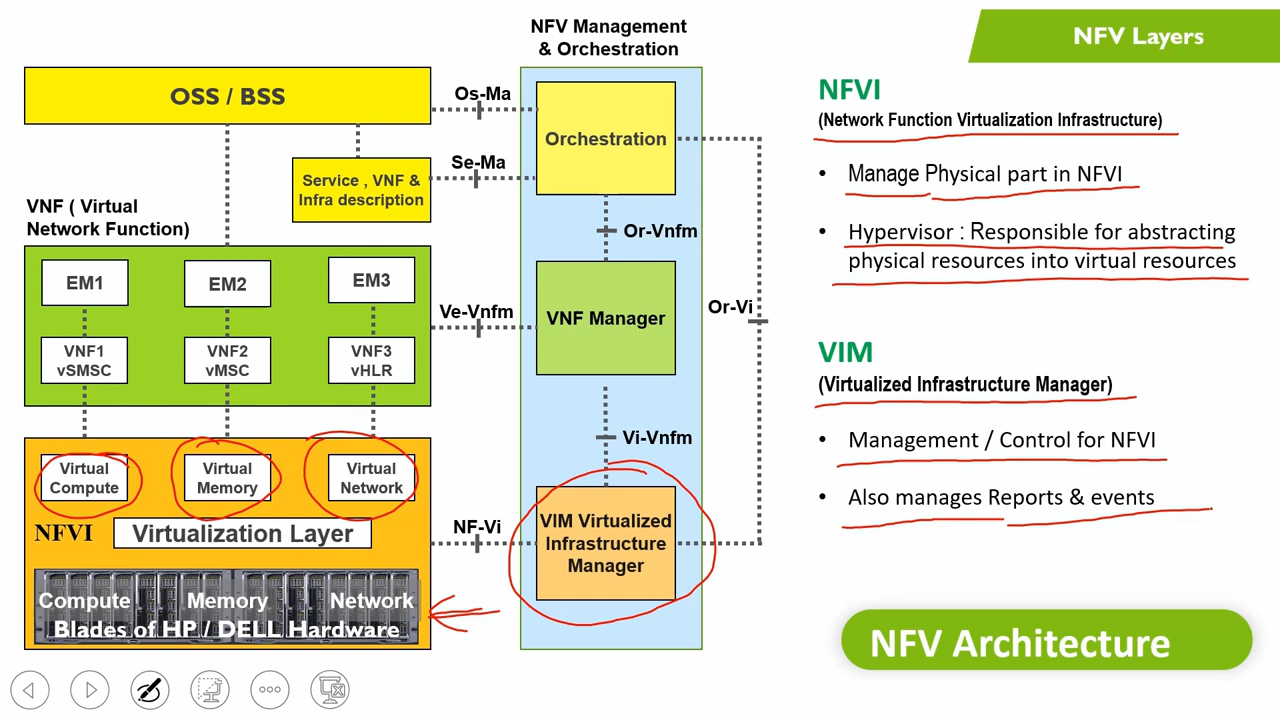 NFV Management
& Orchestration
NFV Layers
OSS / BSS
Os-Ma
Orchestration
Se-Ma
Service , VNF &
Infra description
VNF ( Virtual
Network Function)
Or-Vnfm
EM1
EM2
EM3
Ve-Vnfm
VNF Manager
Or-Vi
VNF1
vSMSC
VNF2
vMSC
VNF3
vHLR
Vi-Vnfm
Virtual
Compute
Virtual
Memory
Virtual
Network
NFVI
Virtualization Layer
NF-Vi
VIM Virtualized
Infrastructure
Manager
Compute
Memory
Network
Blades of HP / DELL Hardware
NFVI
(Network Function Virtualization Infrastructure)
• Manage Physical part in NFVI
• Hypervisor : Responsible for abstracting
physical resources into virtual resources
VIM
(Virtualized Infrastructure Manager)
• Management / Control for NFVI
• Also manages Reports & events
NFV Architecture